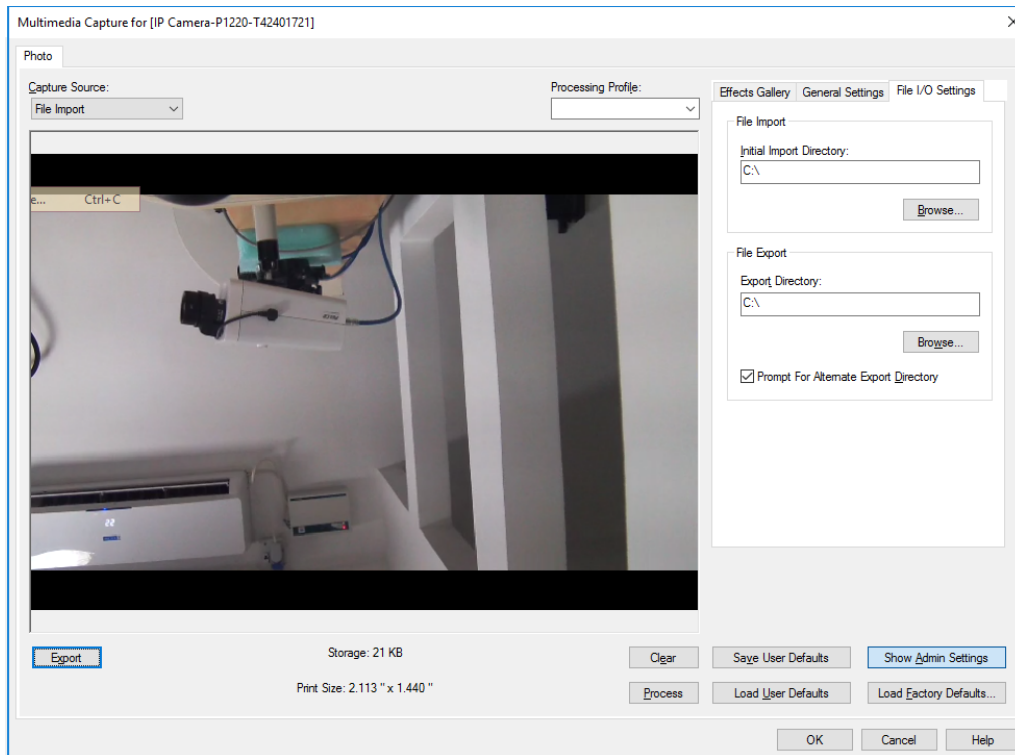 Multimedia Capture for [IP Camera-P1220-T42401721]
Photo
Capture Source:
File Import
Processing Profile:
Effects Gallery General Settings File I/O Settings
File Import
Initial Import Directory:
C:\
Browse...
File Export
Export Directory:
C:\
Browse...
Prompt For Alternate Export Directory
e... Ctrl+C
22
Export
Storage: 21 KB
Print Size: 2.113 " x 1.440 "
Clear
Save User Defaults
Show Admin Settings
Process
Load User Defaults
Load Factory Defaults...
OK
Cancel
Help